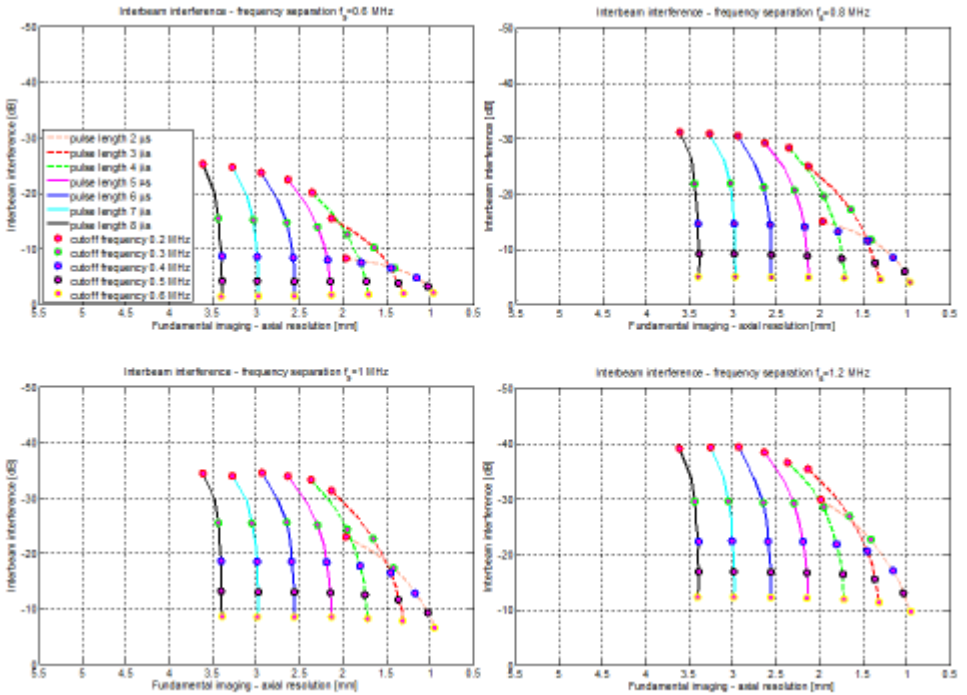 Interbeam interference - frequency separation fs=0.6 MHz
-50
-40
-30
-20
-10
0
Interbeam interference [dB]
pulse length 2 µs
pulse length 3 µs
pulse length 4 µs
pulse length 5 µs
pulse length 6 µs
pulse length 7 µs
pulse length 8 µs
cutoff frequency 0.2 MHz
cutoff frequency 0.3 MHz
cutoff frequency 0.4 MHz
cutoff frequency 0.5 MHz
cutoff frequency 0.6 MHz
5.5 5 4.5 4 3.5 3 2.5 2 1.5 1 0.5
Fundamental imaging - axial resolution [mm]
Interbeam interference - frequency separation fs=0.8 MHz
-50
-40
-30
-20
-10
0
Interbeam interference [dB]
5.5 5 4.5 4 3.5 3 2.5 2 1.5 1 0.5
Fundamental imaging - axial resolution [mm]
Interbeam interference - frequency separation fs=1 MHz
-50
-40
-30
-20
-10
0
Interbeam interference [dB]
5.5 5 4.5 4 3.5 3 2.5 2 1.5 1 0.5
Fundamental imaging - axial resolution [mm]
Interbeam interference - frequency separation fs=1.2 MHz
-50
-40
-30
-20
-10
0
Interbeam interference [dB]
5.5 5 4.5 4 3.5 3 2.5 2 1.5 1 0.5
Fundamental imaging - axial resolution [mm]